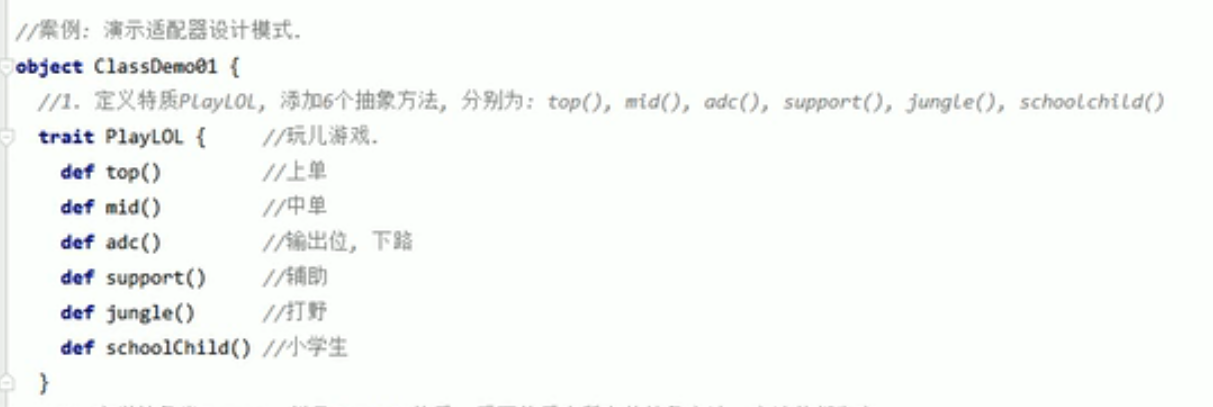 //案例: 演示适配器设计模式.
object ClassDemo01 {
//1. 定义特质PlayLOL, 添加6个抽象方法, 分别为: top(), mid(), adc(), support(), jungle(), schoolchild()
trait PlayLOL { //玩儿游戏.
def top() //上单
def mid() //中单
def adc() //输出位, 下路
def support() //辅助
def jungle() //打野
def schoolChild() //小学生
}